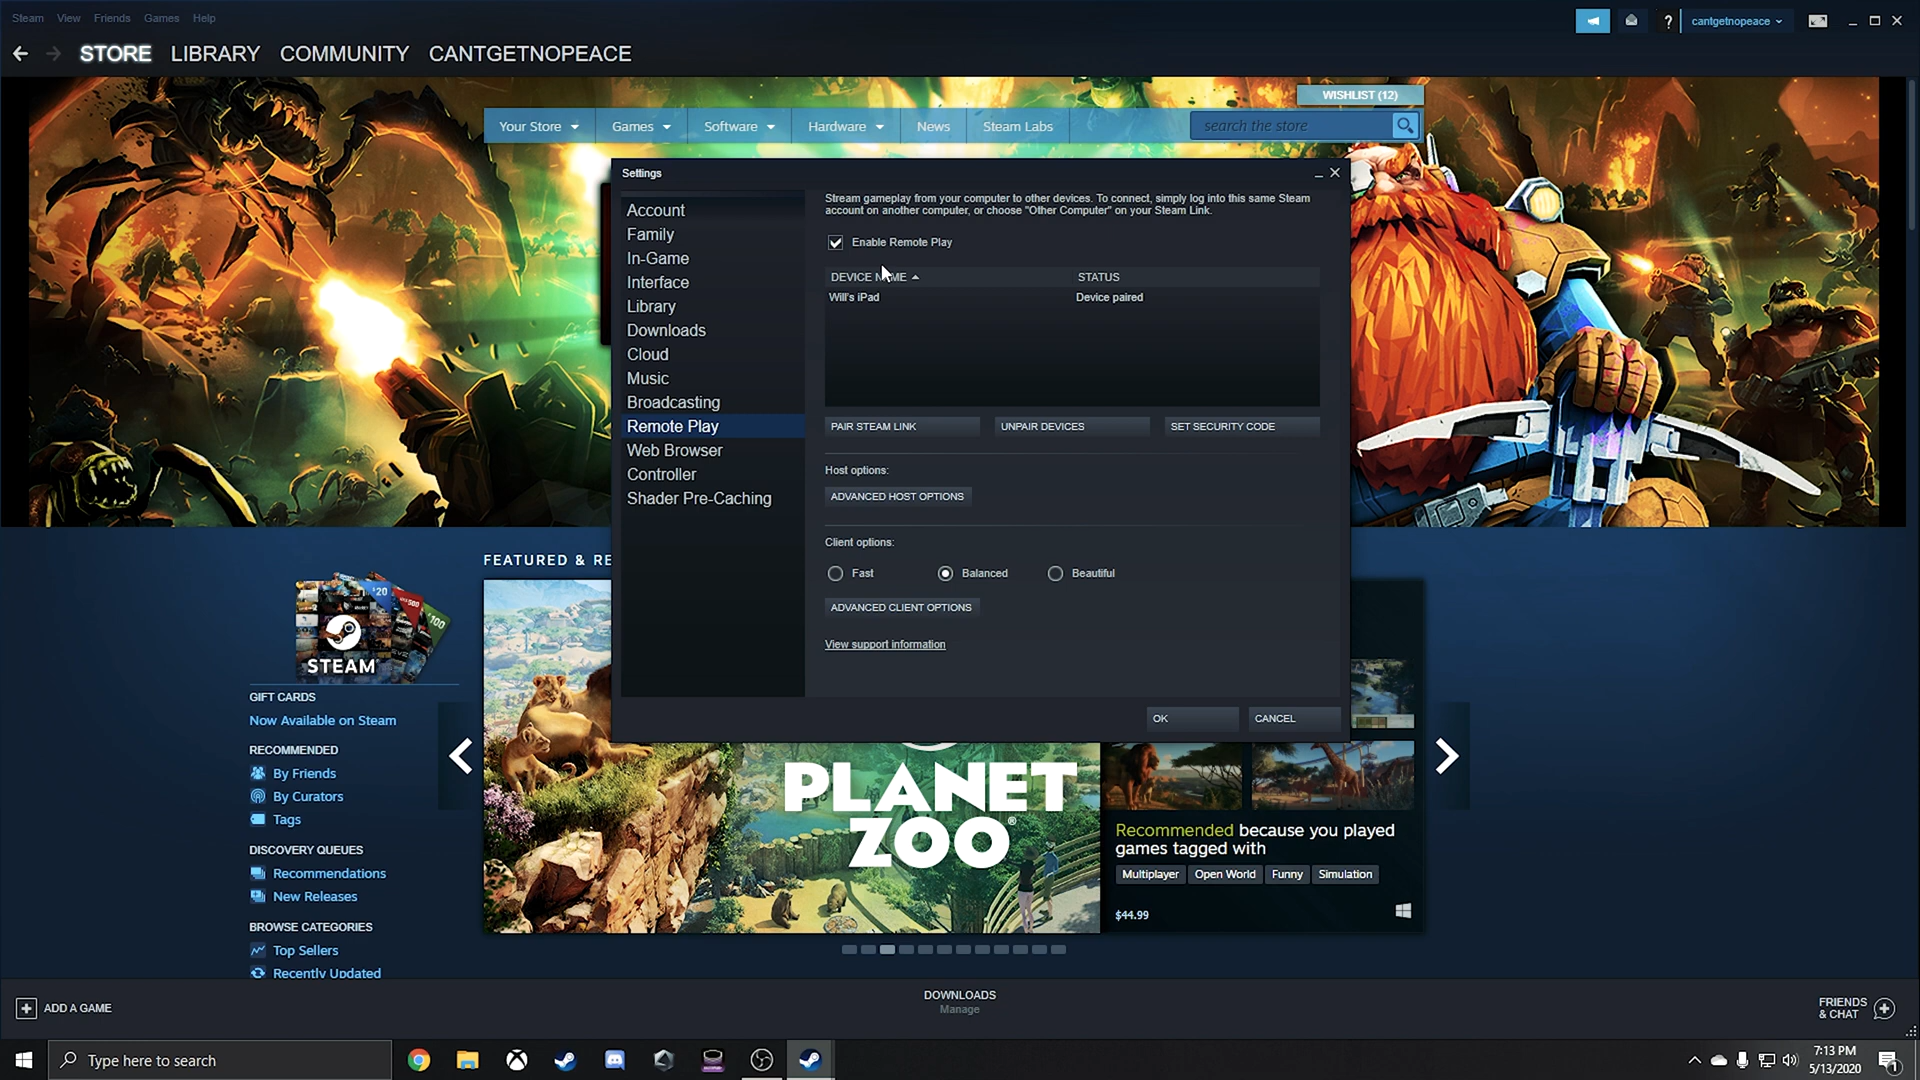 Steam View Friends Games Help
cantgetnopeace
STORE LIBRARY COMMUNITY CANTGETNOPEACE
WISHLIST (12)
Your Store Games Software Hardware News Steam Labs
search the store
Settings
Account
Family
In-Game
Interface
Library
Downloads
Cloud
Music
Broadcasting
Remote Play
Web Browser
Controller
Shader Pre-Caching
Stream gameplay from your computer to other devices. To connect, simply log into this same Steam
account on another computer, or choose "Other Computer" on your Steam Link.
Enable Remote Play
DEVICE NAME STATUS
Will's iPad Device paired
PAIR STEAM LINK UNPAIR DEVICES SET SECURITY CODE
Host options:
ADVANCED HOST OPTIONS
Client options:
Fast Balanced Beautiful
ADVANCED CLIENT OPTIONS
View support information
OK CANCEL
FEATURED & RE
$20
$100
STEAM
GIFT CARDS
Now Available on Steam
RECOMMENDED
By Friends
By Curators
Tags
DISCOVERY QUEUES
Recommendations
New Releases
BROWSE CATEGORIES
Top Sellers
Recently Updated
PLANET
ZOO®
Recommended because you played
games tagged with
Multiplayer Open World Funny Simulation
$44.99
ADD A GAME
DOWNLOADS
Manage
FRIENDS
& CHAT
Type here to search
7:13 PM
5/13/2020
1